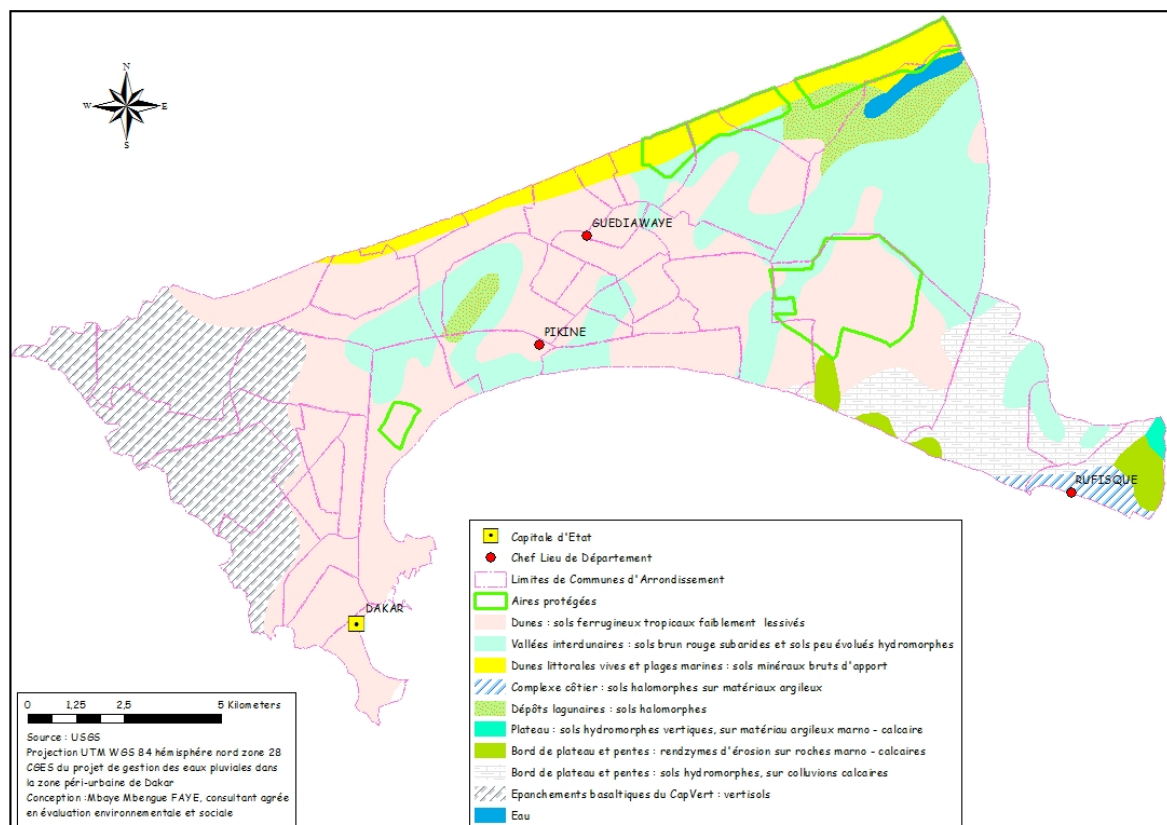 N
W
E
S
GUEDIAWAYE
PIKINE
RUFISQUE
DAKAR
Capitale d'Etat
Chef Lieu de Département
Limites de Communes d'Arrondissement
Aires protégées
Dunes : sols ferrugineux tropicaux faiblement lessivés
Vallées interdunaires : sols brun rouge subarides et sols peu évolués hydromorphes
Dunes littorales vives et plages marines : sols minéraux bruts d'apport
Complexe côtier : sols halomorphes sur matériaux argileux
Dépôts lagunaires : sols halomorphes
Plateau : sols hydromorphes vertiques, sur matériau argileux marno - calcaire
Bord de plateau et pentes : rendzymes d'érosion sur roches marno - calcaires
Bord de plateau et pentes : sols hydromorphes, sur colluvions calcaires
Epanchements basaltiques du CapVert : vertisols
Eau
0 1,25 2,5 5 Kilometers
Source : USGS
Projection UTM WGS 84 hémisphère nord zone 28
CGES du projet de gestion des eaux pluviales dans
la zone péri-urbaine de Dakar
Conception :Mbaye Mbengue FAYE, consultant agrée
en évaluation environnementale et sociale